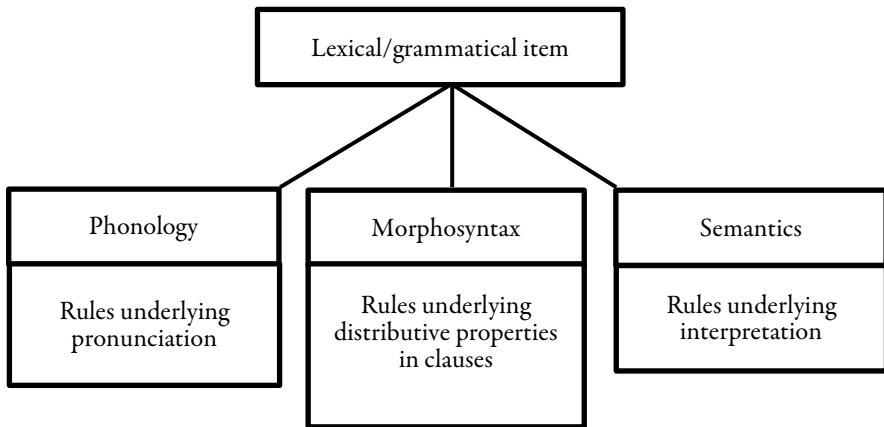 Lexical/grammatical item
Phonology
Rules underlying
pronunciation
Morphosyntax
Rules underlying
distributive properties
in clauses
Semantics
Rules underlying
interpretation